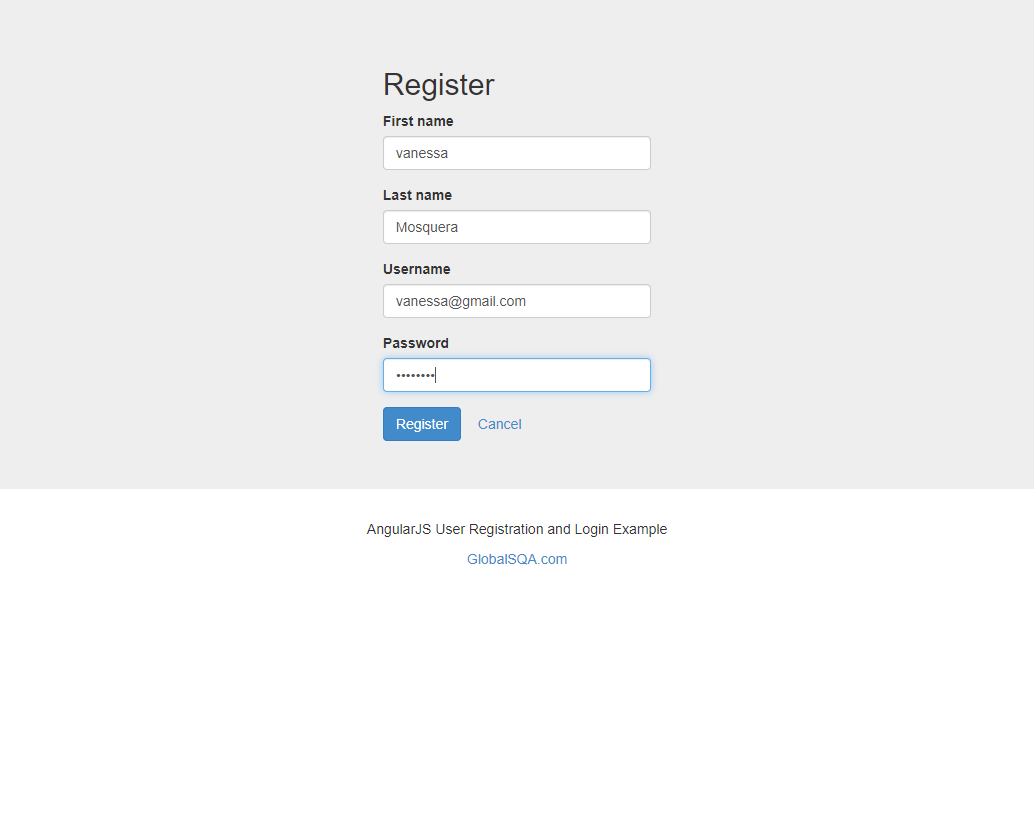 Register
First name
vanessa
Last name
Mosquera
Username
vanessa@gmail.com
Password
••••••••
Register Cancel
AngularJS User Registration and Login Example
GlobalSQA.com